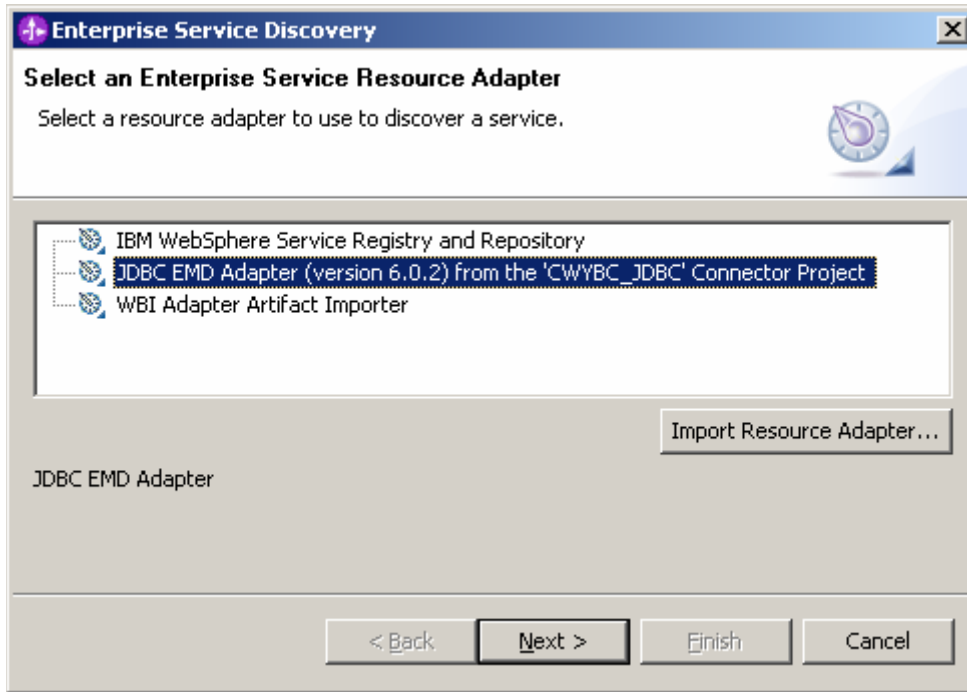 Enterprise Service Discovery
Select an Enterprise Service Resource Adapter
Select a resource adapter to use to discover a service.
IBM WebSphere Service Registry and Repository
JDBC EMD Adapter (version 6.0.2) from the 'CWYBC_JDBC' Connector Project
WBI Adapter Artifact Importer
Import Resource Adapter...
JDBC EMD Adapter
< Back Next > Finish Cancel